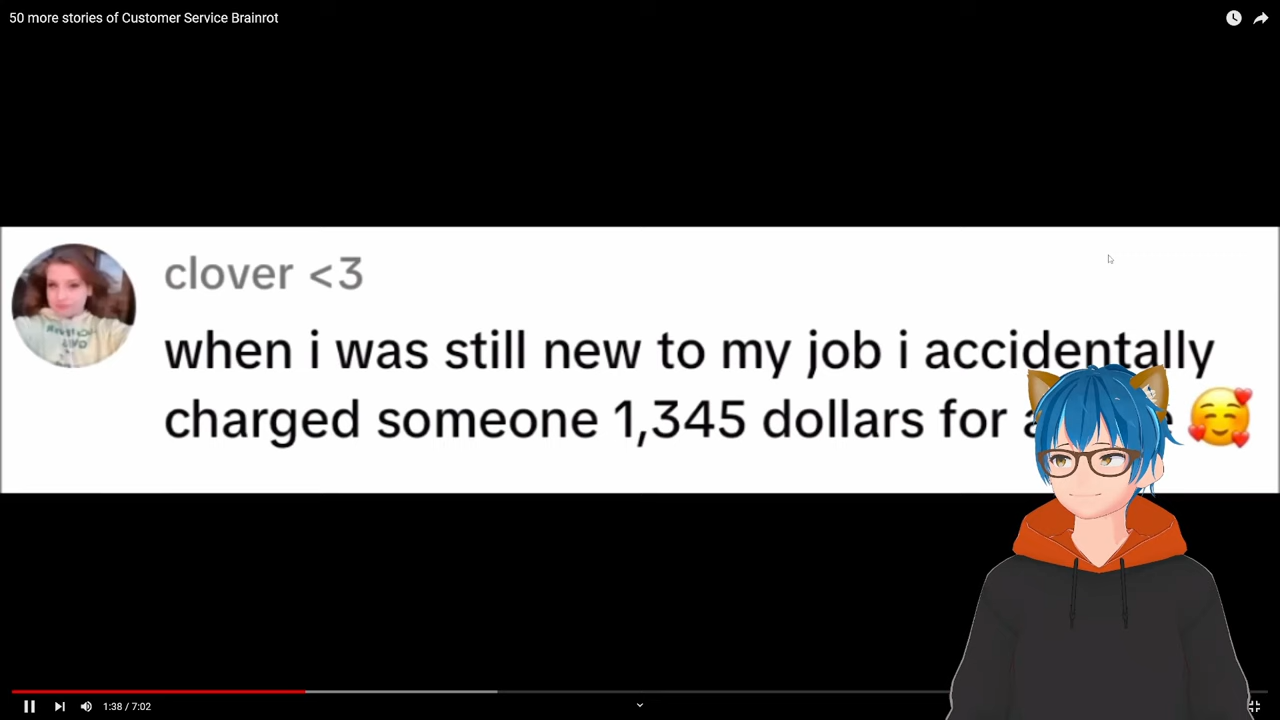 50 more stories of Customer Service Brainrot
clover <3
when i was still new to my job i accidentally
charged someone 1,345 dollars for
1:38 / 7:02